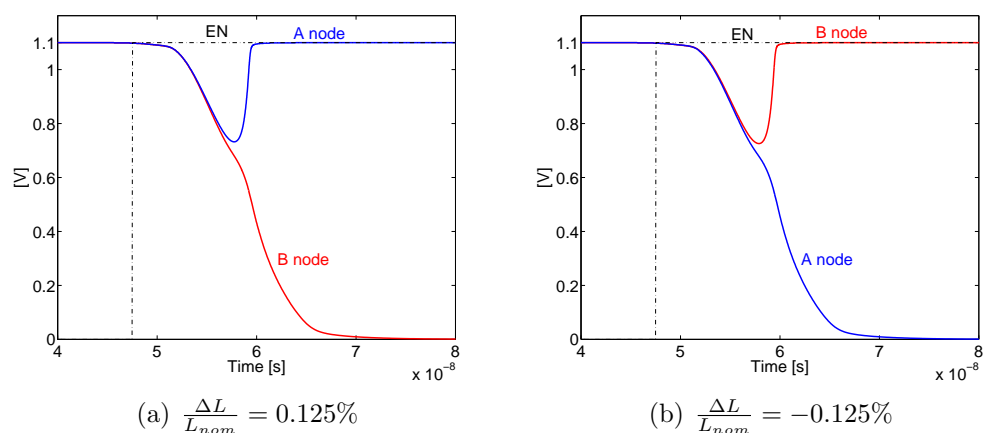 EN
A node
1.1
1
0.8
0.6
[V]
0.4
B node
0.2
0
4
5
6
7
8
Time [s]
x 10⁻⁸
(a) ΔL/L_nom = 0.125%
EN
B node
1.1
1
0.8
0.6
[V]
0.4
A node
0.2
0
4
5
6
7
8
Time [s]
x 10⁻⁸
(b) ΔL/L_nom = −0.125%